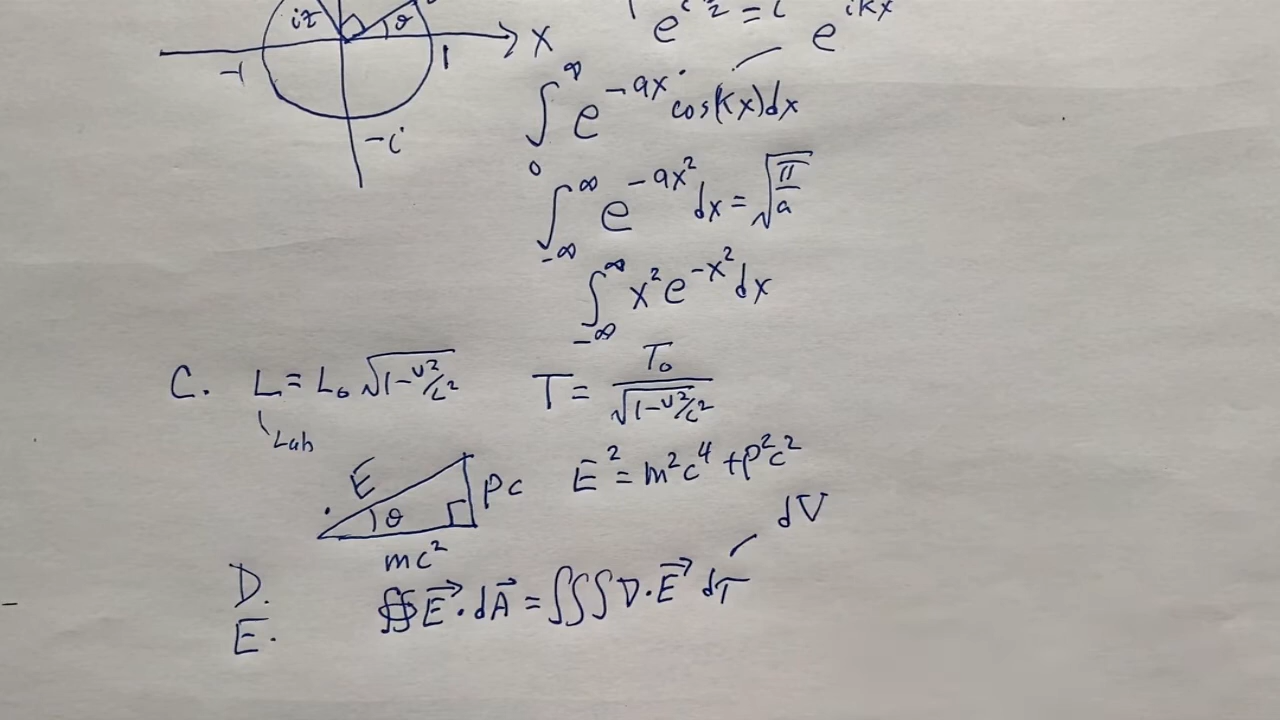 iz θ 1 -1 -i x
e^{i π/2} = i e^{ikx}
∫_0^∞ e^{-ax} cos(kx)dx
∫_{-∞}^∞ e^{-ax²} dx = √(π/a)
∫_{-∞}^∞ x² e^{-x²} dx
C. L = L₀ √(1-v²/c²) T = T₀/√(1-v²/c²)
Lab
E θ pc mc² E² = m²c⁴ + p²c²
dV
D. ∯ E⃗ · dA⃗ = ∭ ∇·E⃗ dτ
E.